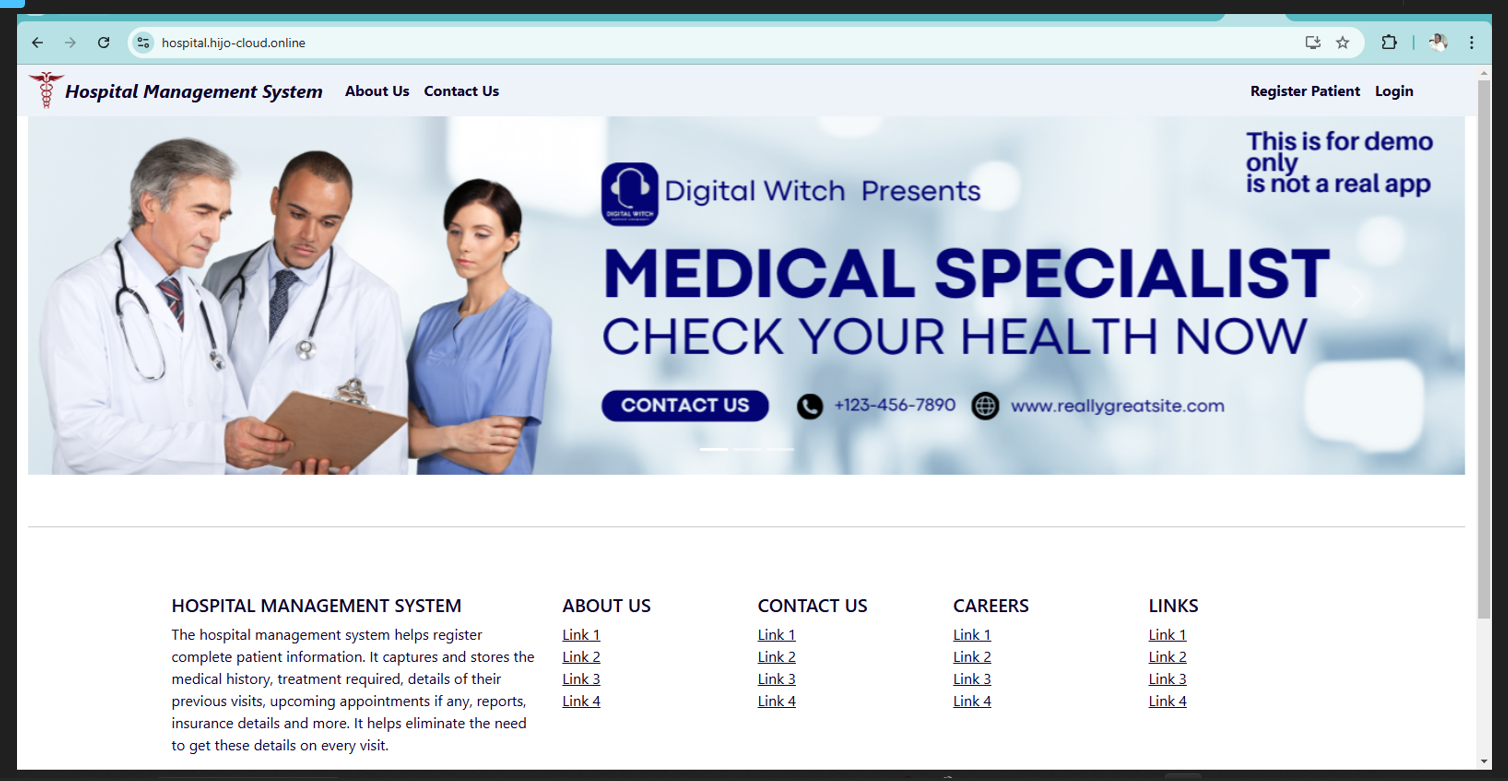 hospital.hijo-cloud.online
Hospital Management System About Us Contact Us Register Patient Login
This is for demo
only
is not a real app
DIGITAL WITCH
Digital Witch Presents
MEDICAL SPECIALIST
CHECK YOUR HEALTH NOW
CONTACT US +123-456-7890 www.reallygreatsite.com
HOSPITAL MANAGEMENT SYSTEM
The hospital management system helps register
complete patient information. It captures and stores the
medical history, treatment required, details of their
previous visits, upcoming appointments if any, reports,
insurance details and more. It helps eliminate the need
to get these details on every visit.
ABOUT US
Link 1
Link 2
Link 3
Link 4
CONTACT US
Link 1
Link 2
Link 3
Link 4
CAREERS
Link 1
Link 2
Link 3
Link 4
LINKS
Link 1
Link 2
Link 3
Link 4